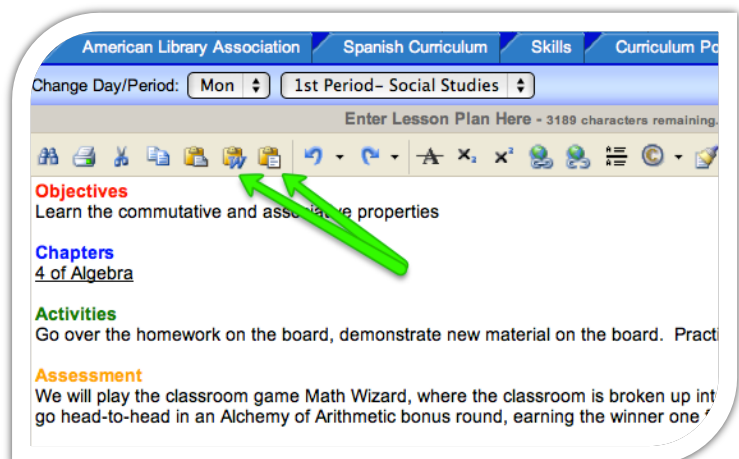 American Library Association Spanish Curriculum Skills Curriculum
Change Day/Period: Mon 1st Period– Social Studies
Enter Lesson Plan Here - 3189 characters remaining.
Objectives
Learn the commutative and associative properties
Chapters
4 of Algebra
Activities
Go over the homework on the board, demonstrate new material on the board. Practi
Assessment
We will play the classroom game Math Wizard, where the classroom is broken up int
go head-to-head in an Alchemy of Arithmetic bonus round, earning the winner one